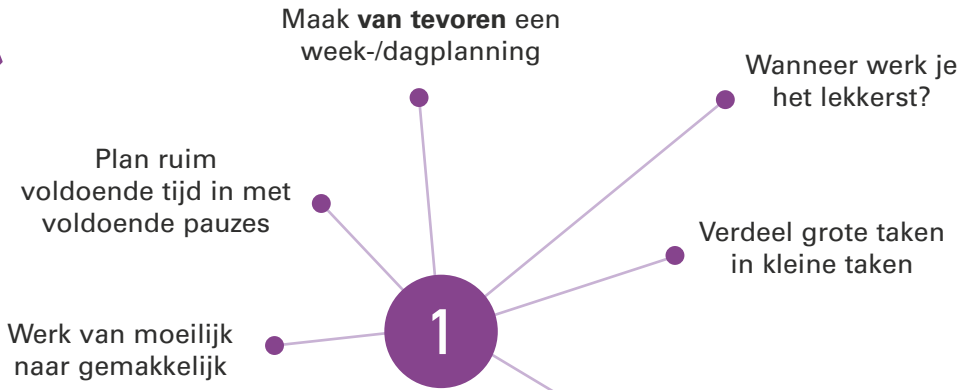 Maak van tevoren een
week-/dagplanning
Wanneer werk je
het lekkerst?
Plan ruim
voldoende tijd in met
voldoende pauzes
Verdeel grote taken
in kleine taken
1
Werk van moeilijk
naar gemakkelijk